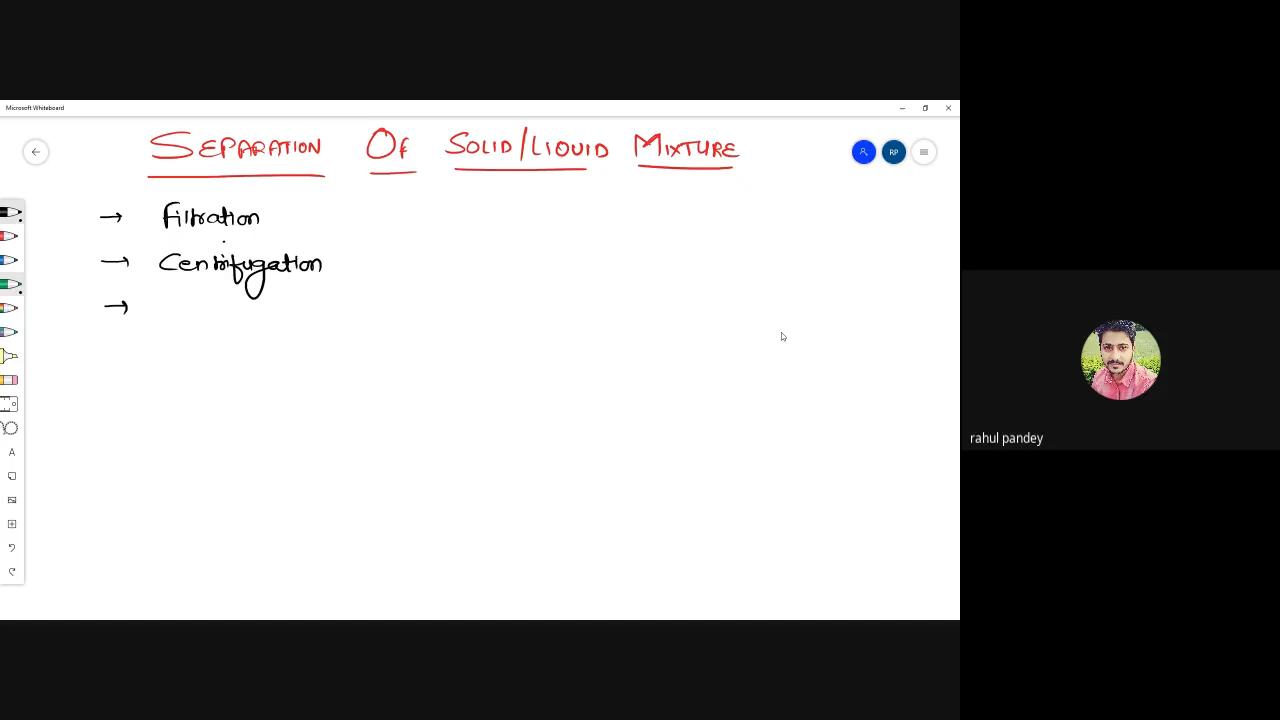 Microsoft Whiteboard
SEPARATION OF SOLID/LIQUID MIXTURE
RP
→ Filtration
→ Centrifugation
→
A
rahul pandey